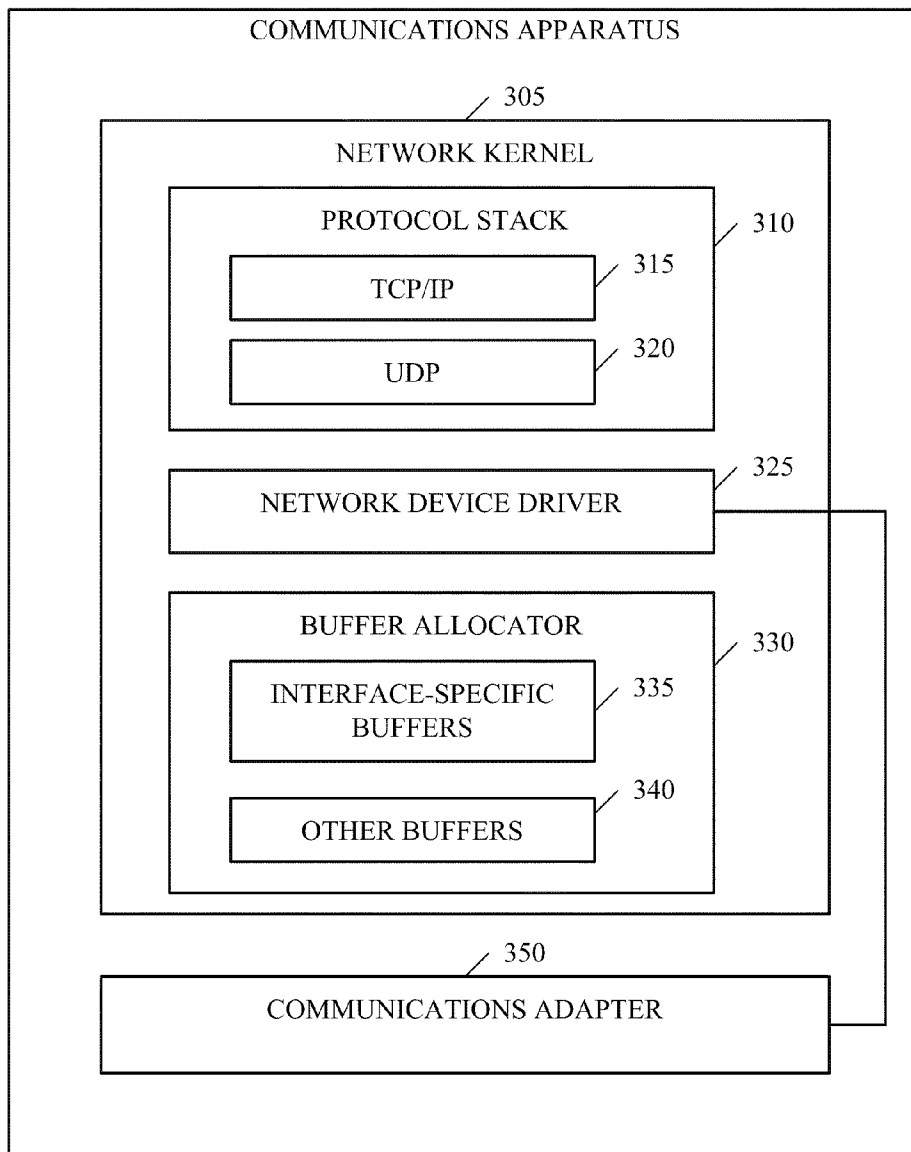 COMMUNICATIONS APPARATUS
305
NETWORK KERNEL
PROTOCOL STACK
310
TCP/IP
315
UDP
320
NETWORK DEVICE DRIVER
325
BUFFER ALLOCATOR
330
INTERFACE-SPECIFIC
BUFFERS
335
OTHER BUFFERS
340
350
COMMUNICATIONS ADAPTER